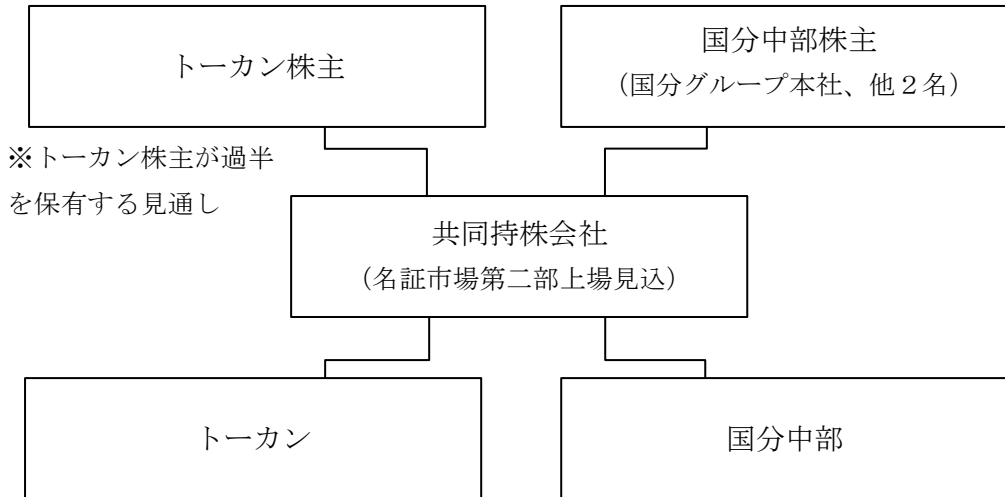 トーカン株主
国分中部株主
（国分グループ本社、他２名）
※トーカン株主が過半
を保有する見通し
共同持株会社
（名証市場第二部上場見込）
トーカン
国分中部